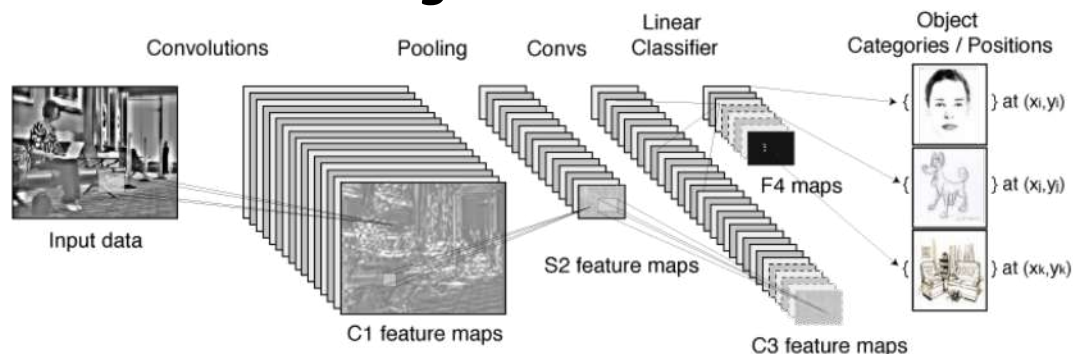 Convolutions
Pooling
Convs
Linear
Classifier
Object
Categories / Positions
{ } at (xi,yi)
{ } at (xj,yj)
{ } at (xk,yk)
Input data
C1 feature maps
S2 feature maps
C3 feature maps
F4 maps